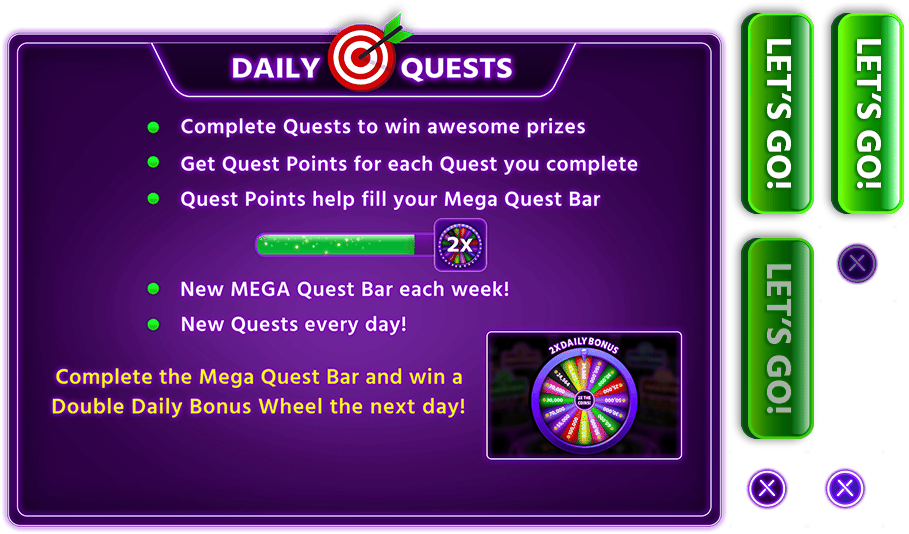 DAILY QUESTS
Complete Quests to win awesome prizes
Get Quest Points for each Quest you complete
Quest Points help fill your Mega Quest Bar
2X
New MEGA Quest Bar each week!
New Quests every day!
Complete the Mega Quest Bar and win a
Double Daily Bonus Wheel the next day!
2X DAILY BONUS
2X THE
COINS!
LET'S GO!
LET'S GO!
LET'S GO!